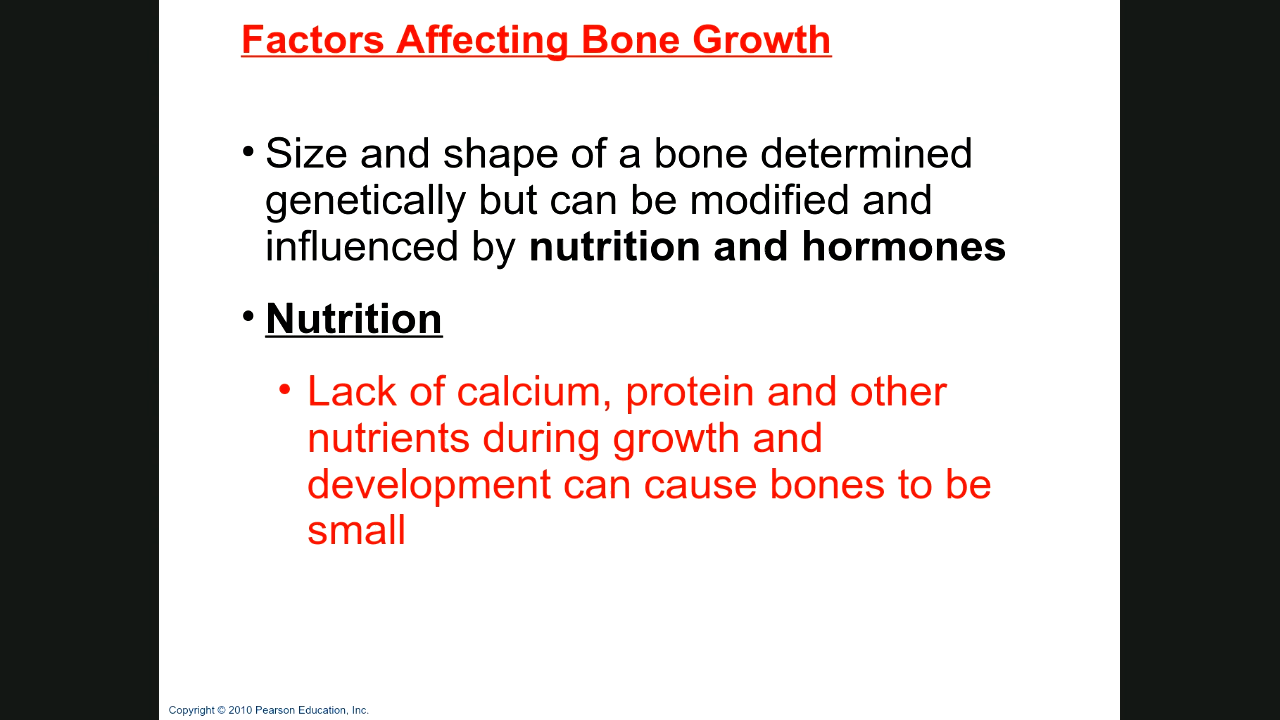 Factors Affecting Bone Growth
• Size and shape of a bone determined
genetically but can be modified and
influenced by nutrition and hormones
• Nutrition
• Lack of calcium, protein and other
nutrients during growth and
development can cause bones to be
small
Copyright © 2010 Pearson Education, Inc.